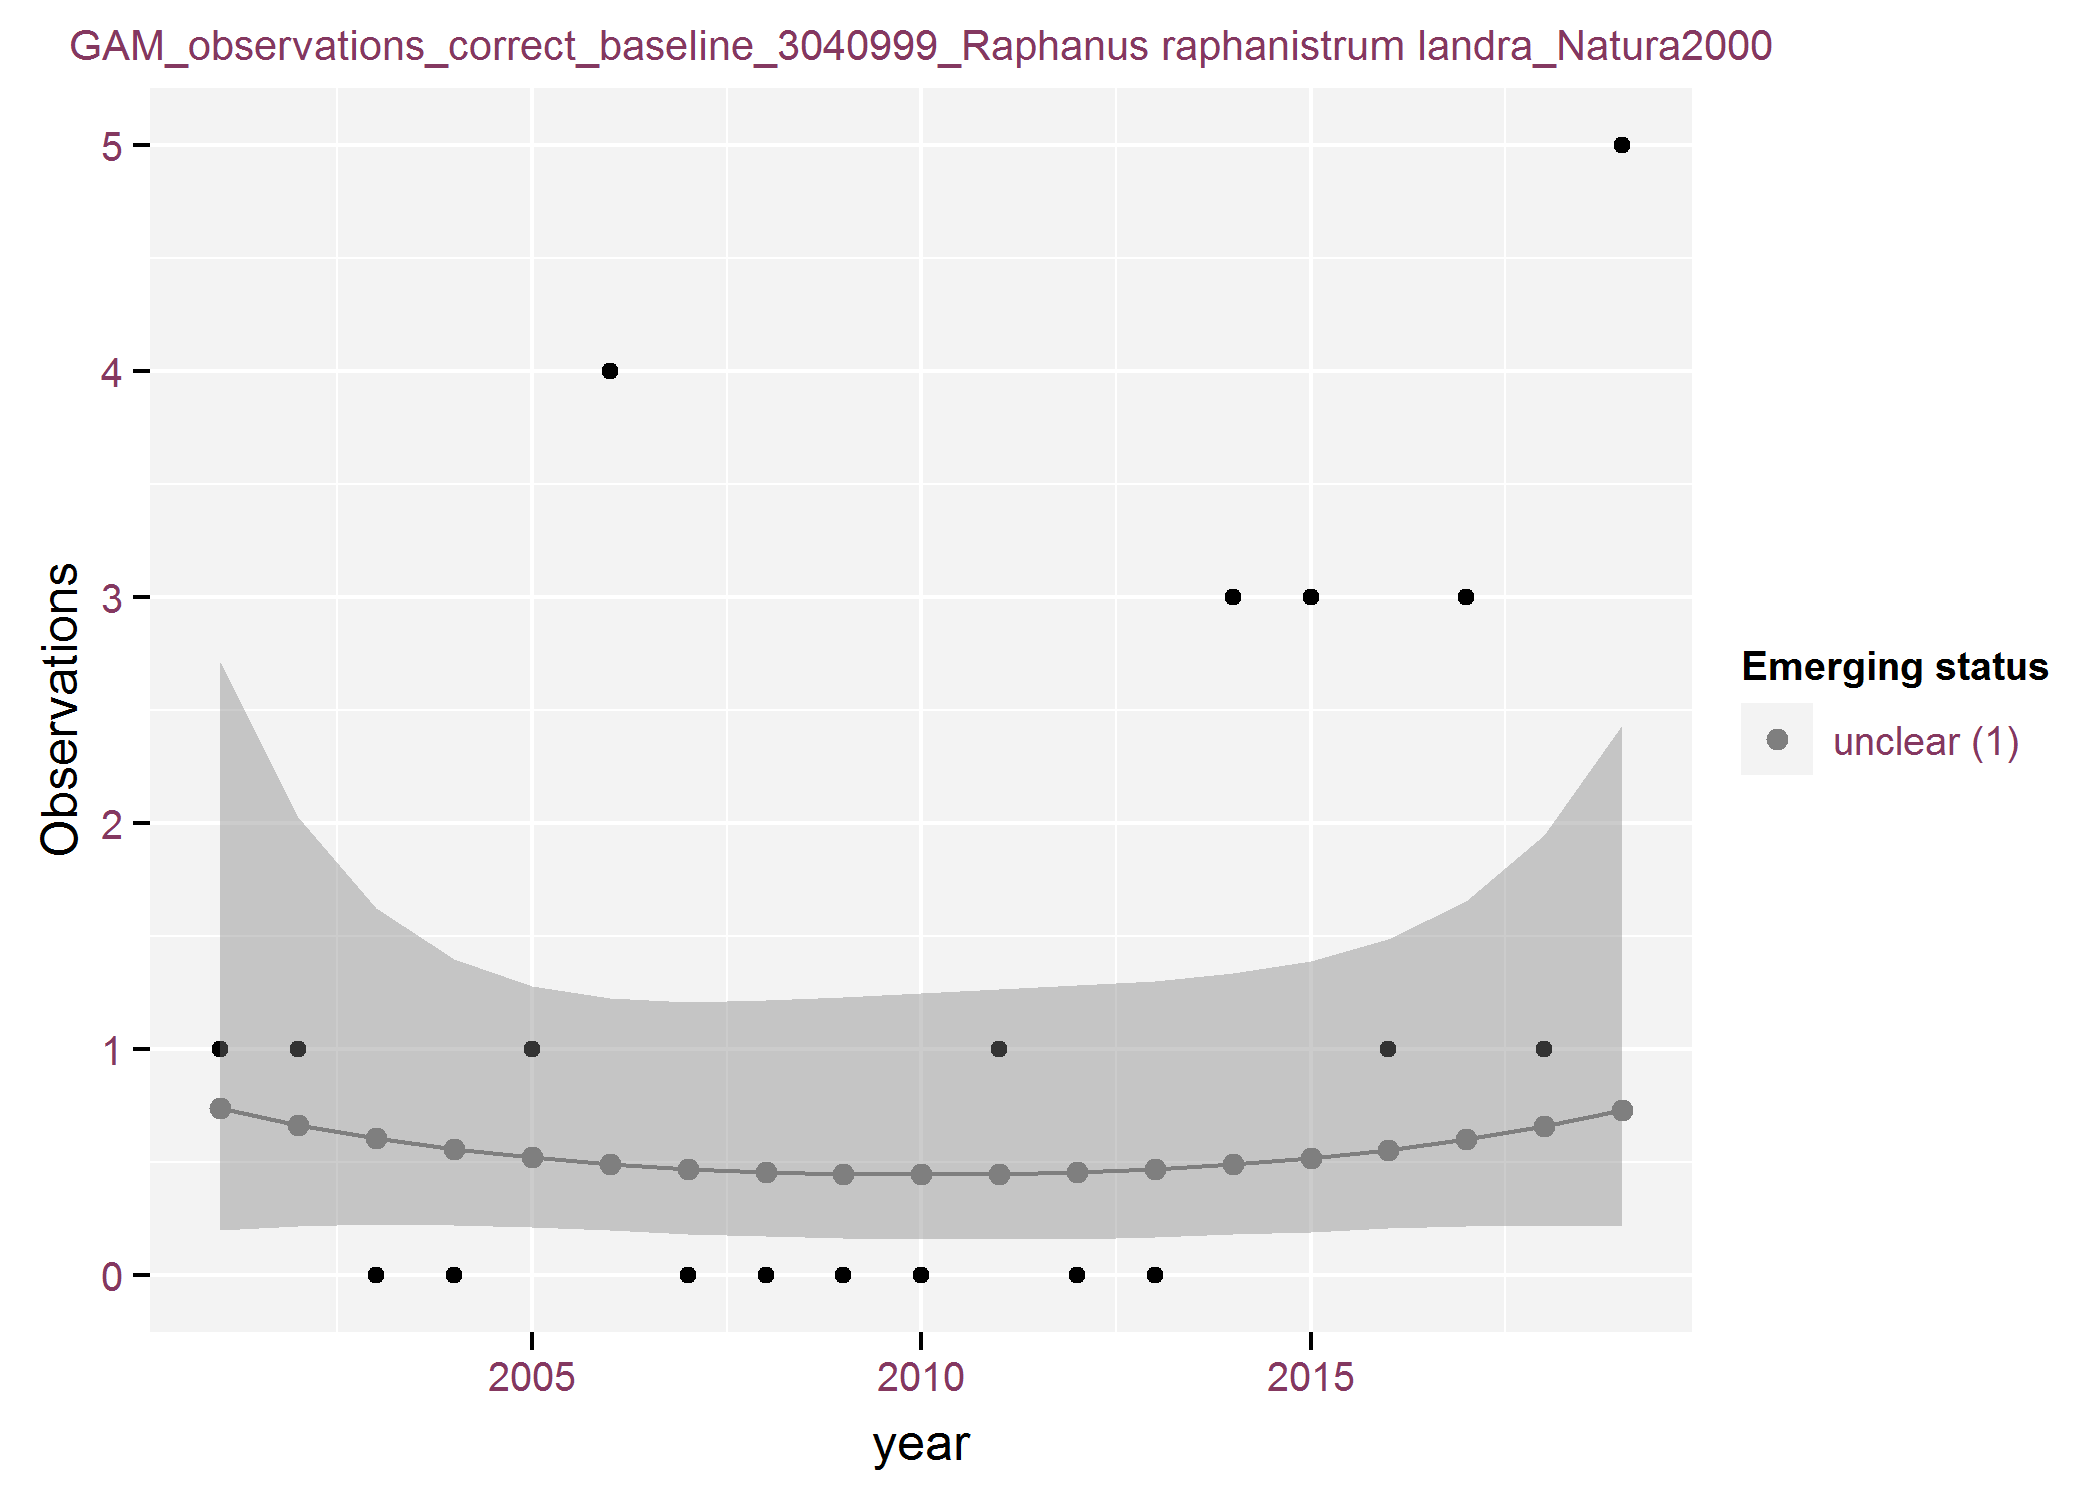 GAM_observations_correct_baseline_3040999_Raphanus raphanistrum landra_Natura2000
5
4
3
2
1
0
Observations
2005
2010
2015
year
Emerging status
unclear (1)